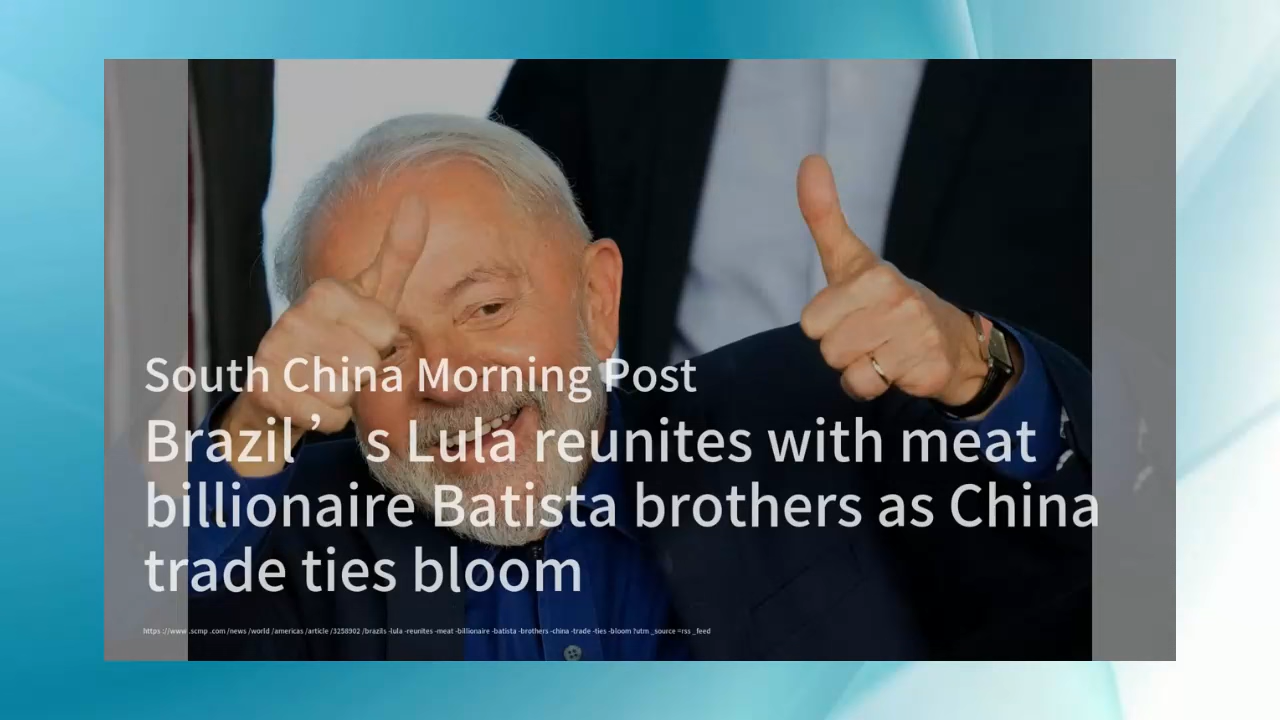 South China Morning Post
Brazil’s Lula reunites with meat
billionaire Batista brothers as China
trade ties bloom
https://www.scmp.com/news/world/americas/article/3258902/brazils-lula-reunites-meat-billionaire-batista-brothers-china-trade-ties-bloom?utm_source=rss_feed